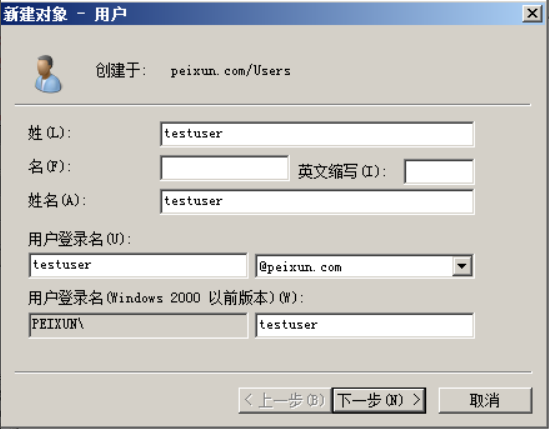 新建对象 - 用户
创建于: peixun.com/Users
姓(L): testuser
名(F): 英文缩写(I):
姓名(A): testuser
用户登录名(U):
testuser @peixun.com
用户登录名(Windows 2000 以前版本)(W):
PEIXUN\ testuser
< 上一步(B) 下一步(N) > 取消